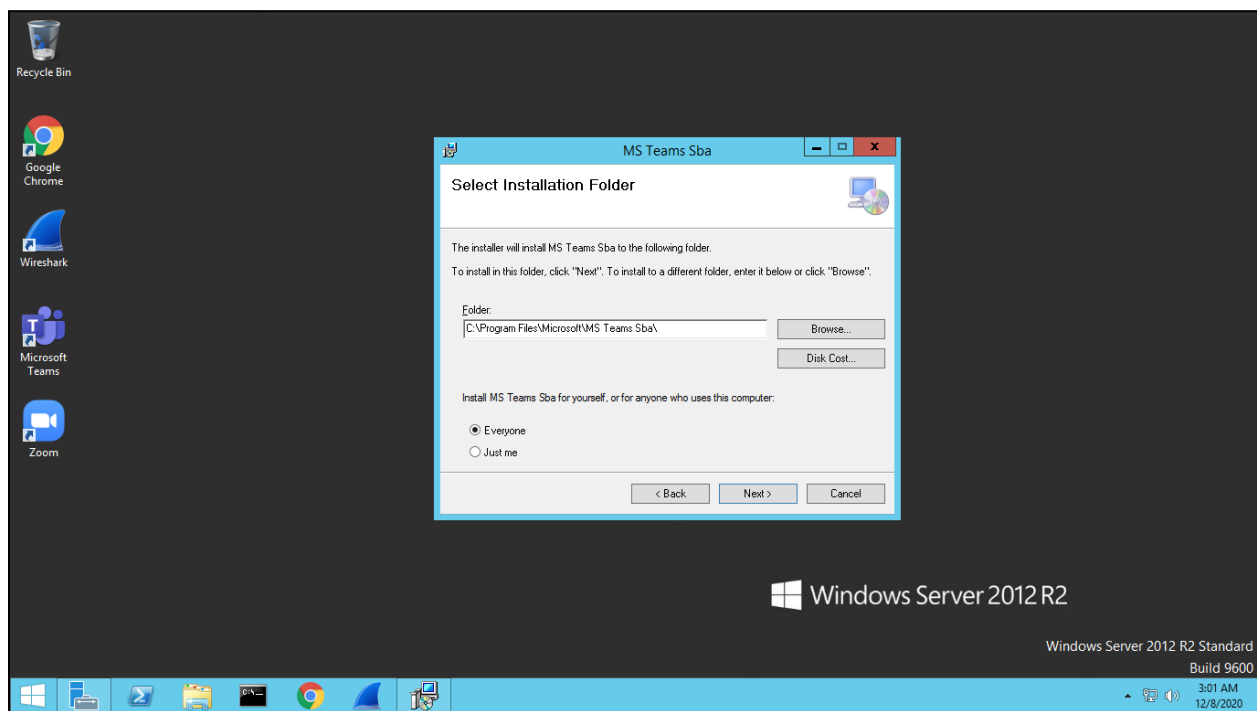 Recycle Bin
Google
Chrome
Wireshark
Microsoft
Teams
Zoom
MS Teams Sba
Select Installation Folder
The installer will install MS Teams Sba to the following folder.
To install in this folder, click "Next". To install to a different folder, enter it below or click "Browse".
Folder:
C:\Program Files\Microsoft\MS Teams Sba\
Browse...
Disk Cost...
Install MS Teams Sba for yourself, or for anyone who uses this computer:
Everyone
Just me
< Back Next > Cancel
Windows Server 2012 R2
Windows Server 2012 R2 Standard
Build 9600
3:01 AM
12/8/2020